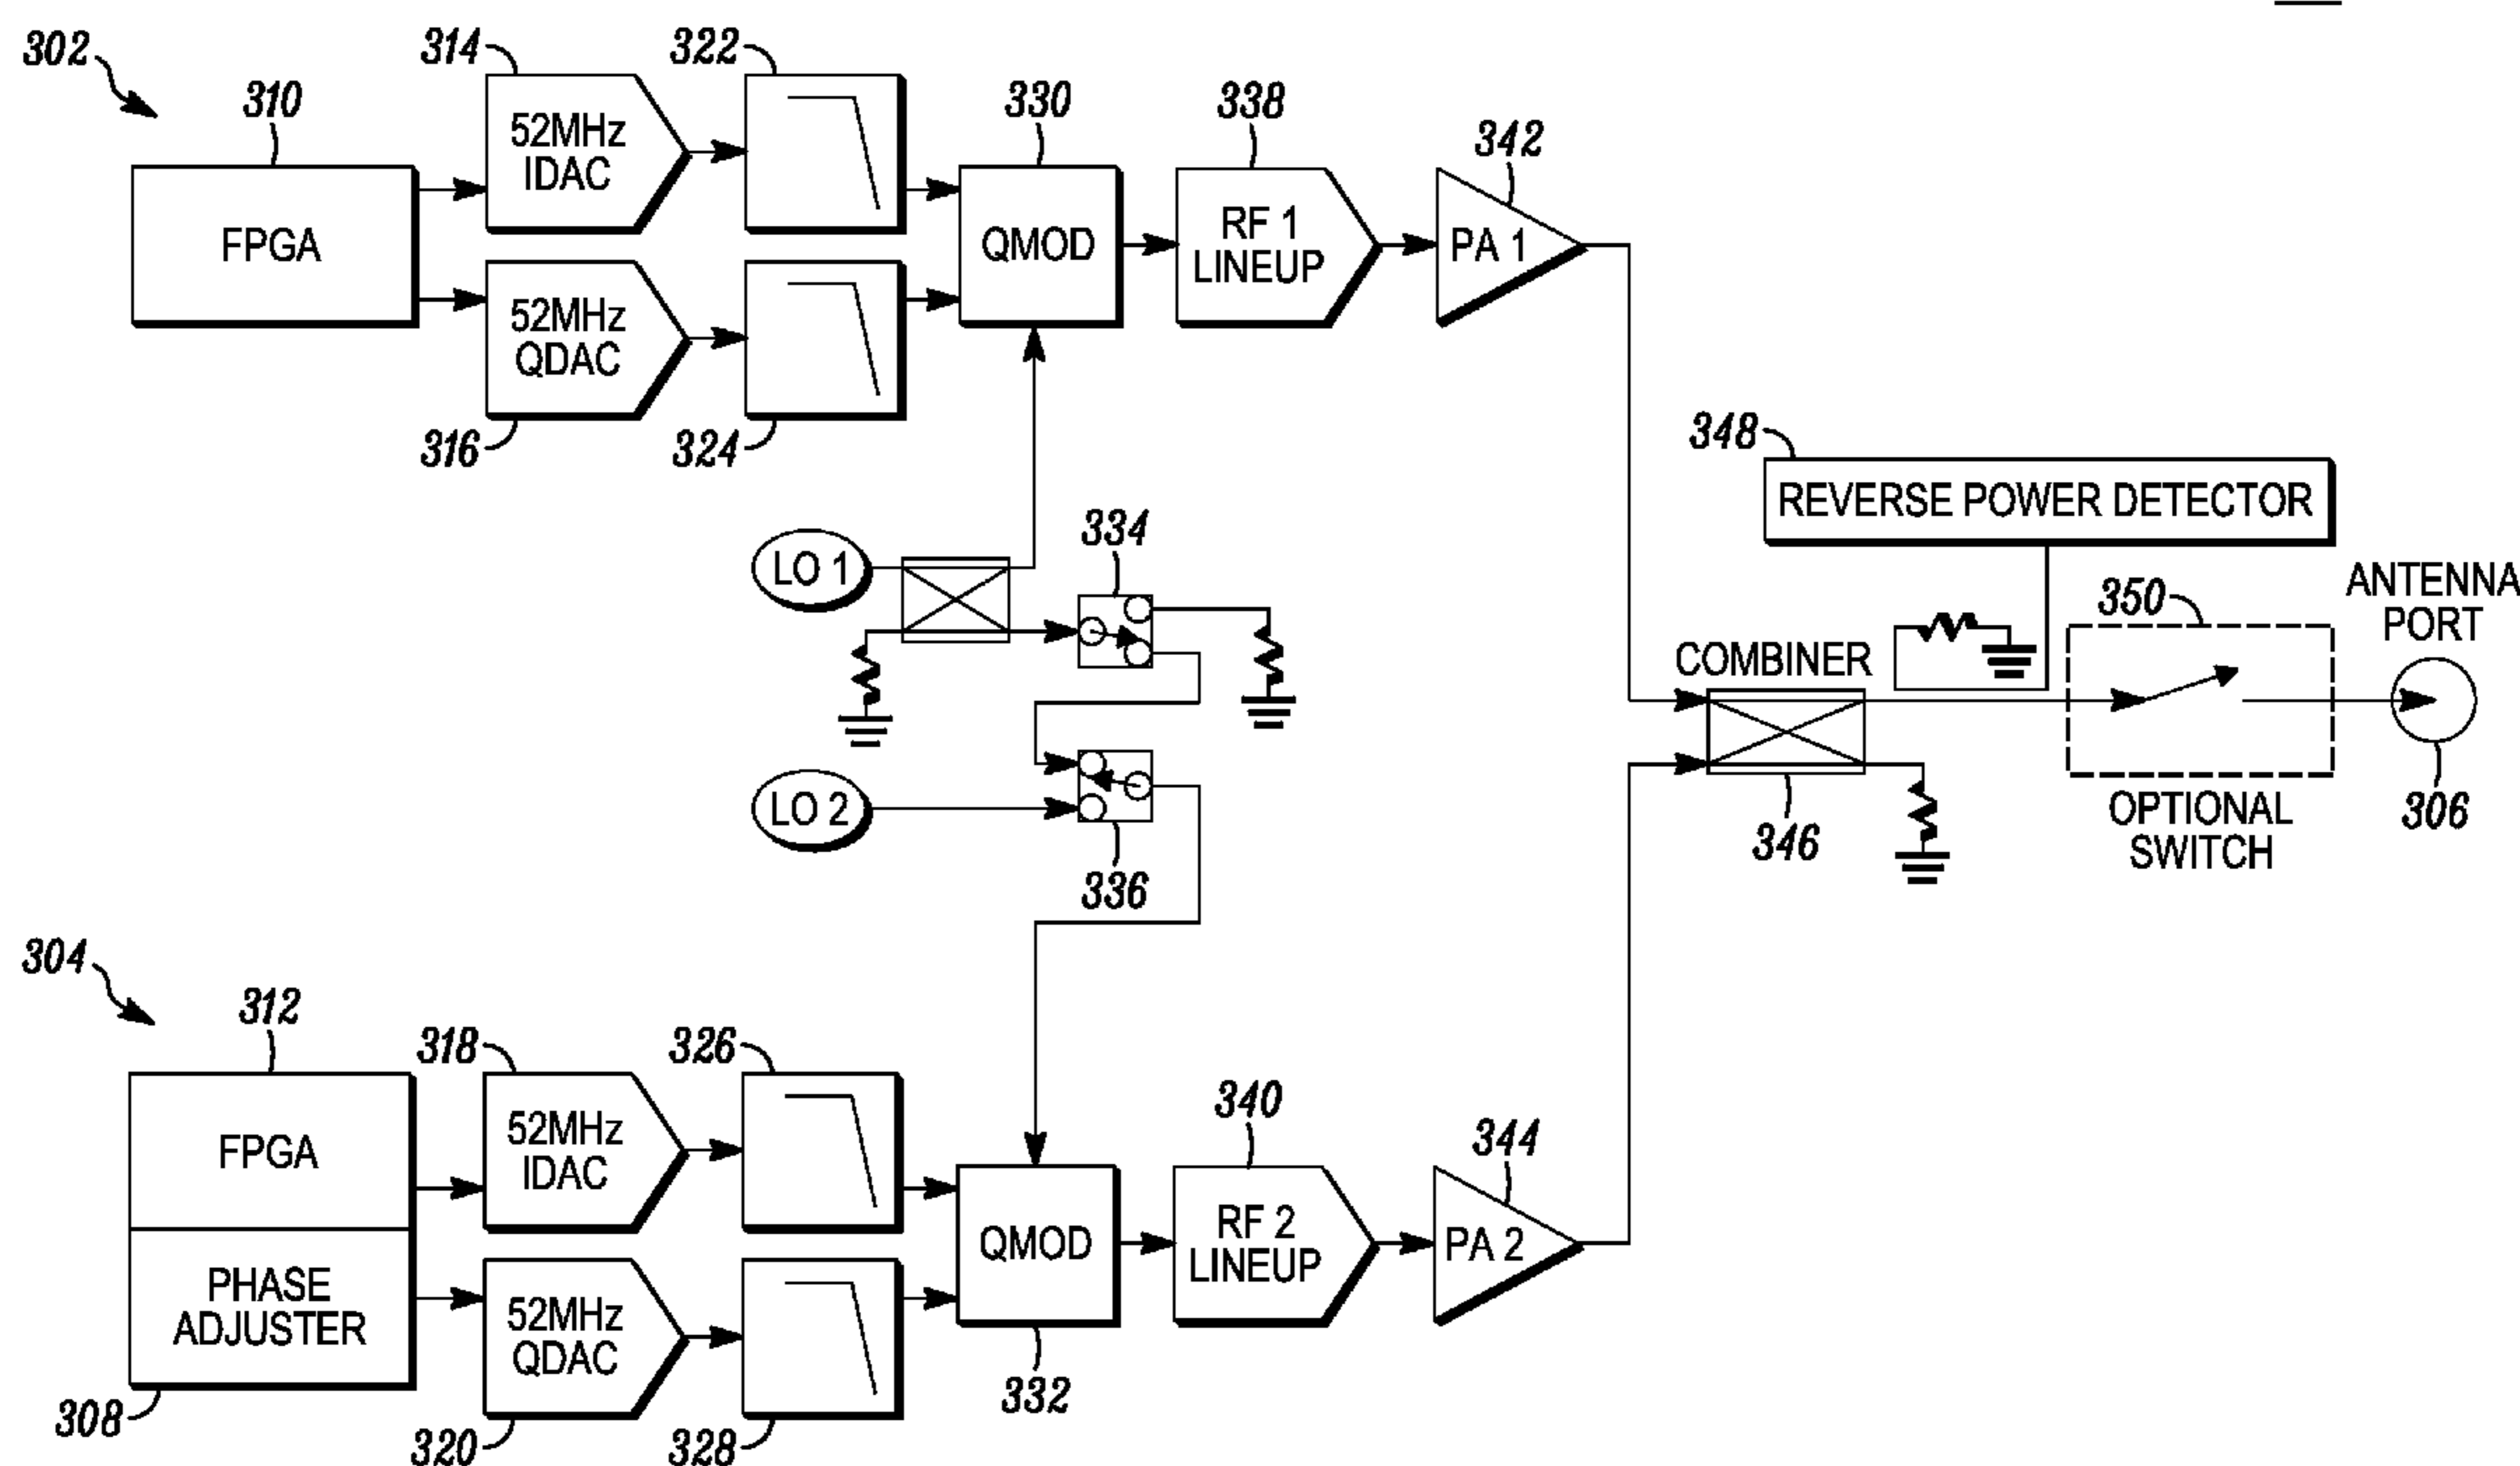 302
310
314
322
330
338
342
FPGA
52MHz
IDAC
QMOD
RF 1
LINEUP
PA 1
52MHz
QDAC
316
324
348
REVERSE POWER DETECTOR
LO 1
334
350
ANTENNA
PORT
COMBINER
LO 2
336
346
OPTIONAL
SWITCH
306
304
312
318
326
340
344
FPGA
52MHz
IDAC
PHASE
ADJUSTER
QMOD
RF 2
LINEUP
PA 2
52MHz
QDAC
308
320
328
332